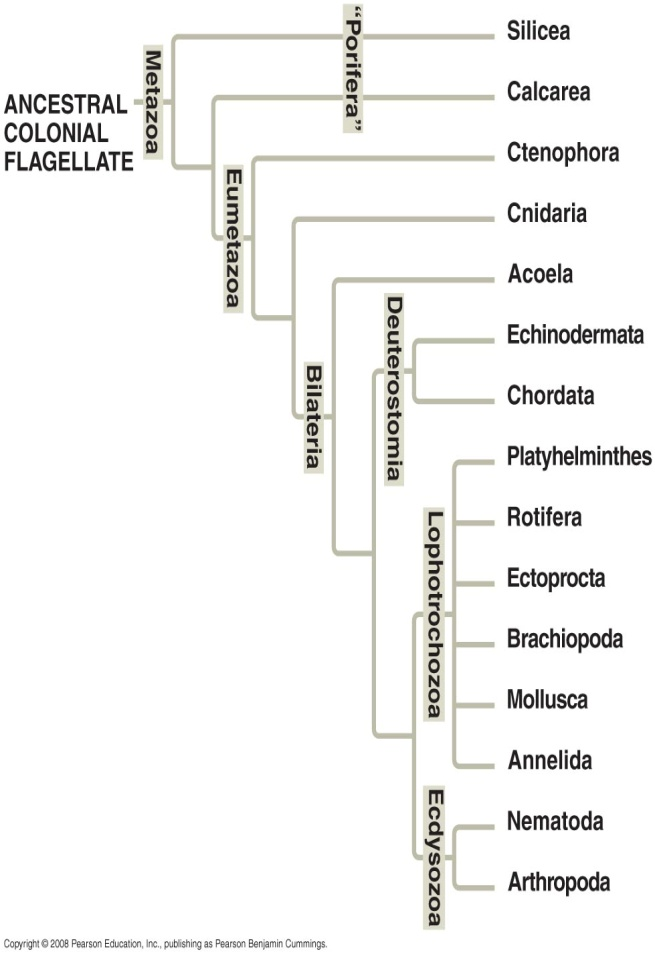 ANCESTRAL
COLONIAL
FLAGELLATE
Metazoa
"Porifera"
Eumetazoa
Bilateria
Deuterostomia
Lophotrochozoa
Ecdysozoa
Silicea
Calcarea
Ctenophora
Cnidaria
Acoela
Echinodermata
Chordata
Platyhelminthes
Rotifera
Ectoprocta
Brachiopoda
Mollusca
Annelida
Nematoda
Arthropoda
Copyright © 2008 Pearson Education, Inc., publishing as Pearson Benjamin Cummings.